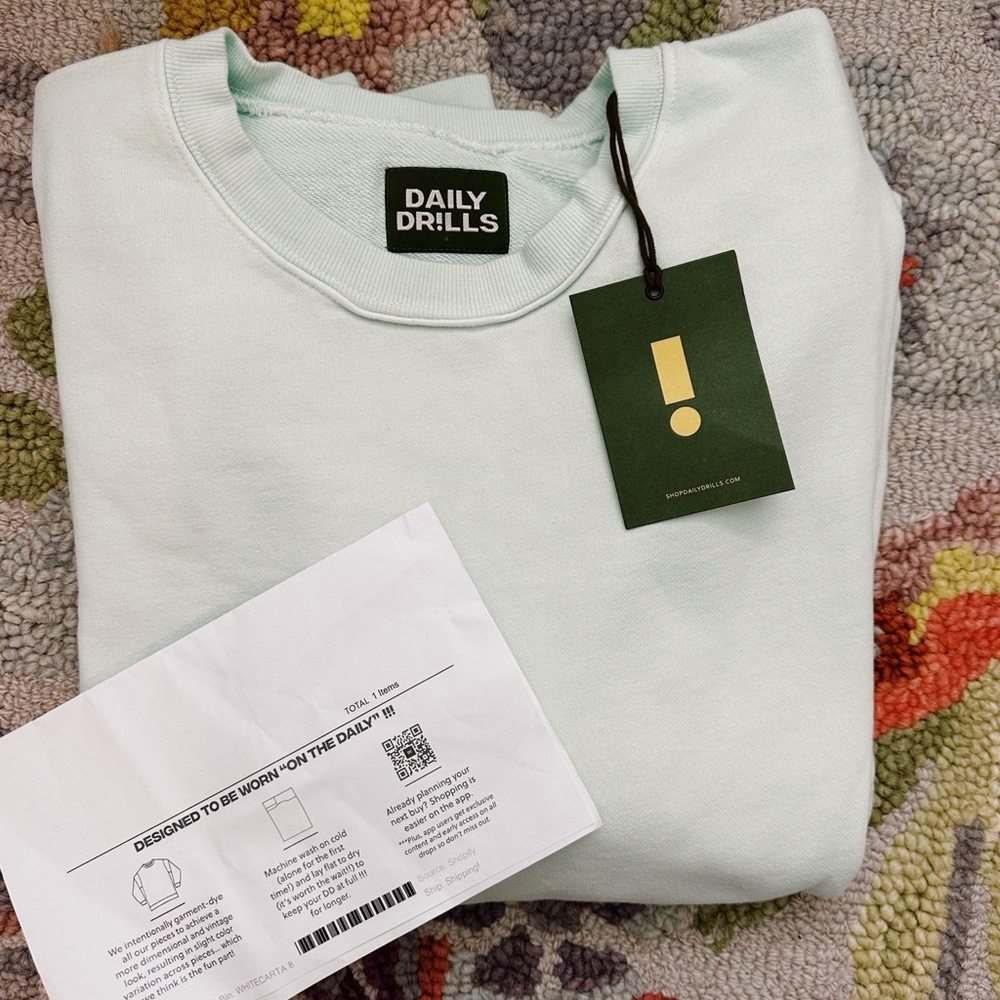 DAILY
DR!LLS
!
SHOPDAILYDRILLS.COM
TOTAL 1 Items
DESIGNED TO BE WORN “ON THE DAILY” !!!
We intentionally garment-dye
all our pieces to achieve a
more dimensional and vintage
look, resulting in slight color
variation across pieces... which
we think is the fun part!
Machine wash on cold
(alone for the first
time!) and lay flat to dry
(it's worth the wait!!) to
keep your DD at full !!!
for longer.
Already planning your
next buy? Shopping is
easier on the app.
***Plus, app users get exclusive
content and early access on all
drops so don't miss out.
Source: Shopify
Ship: Shipping!
Bin: WHITECARTA 8